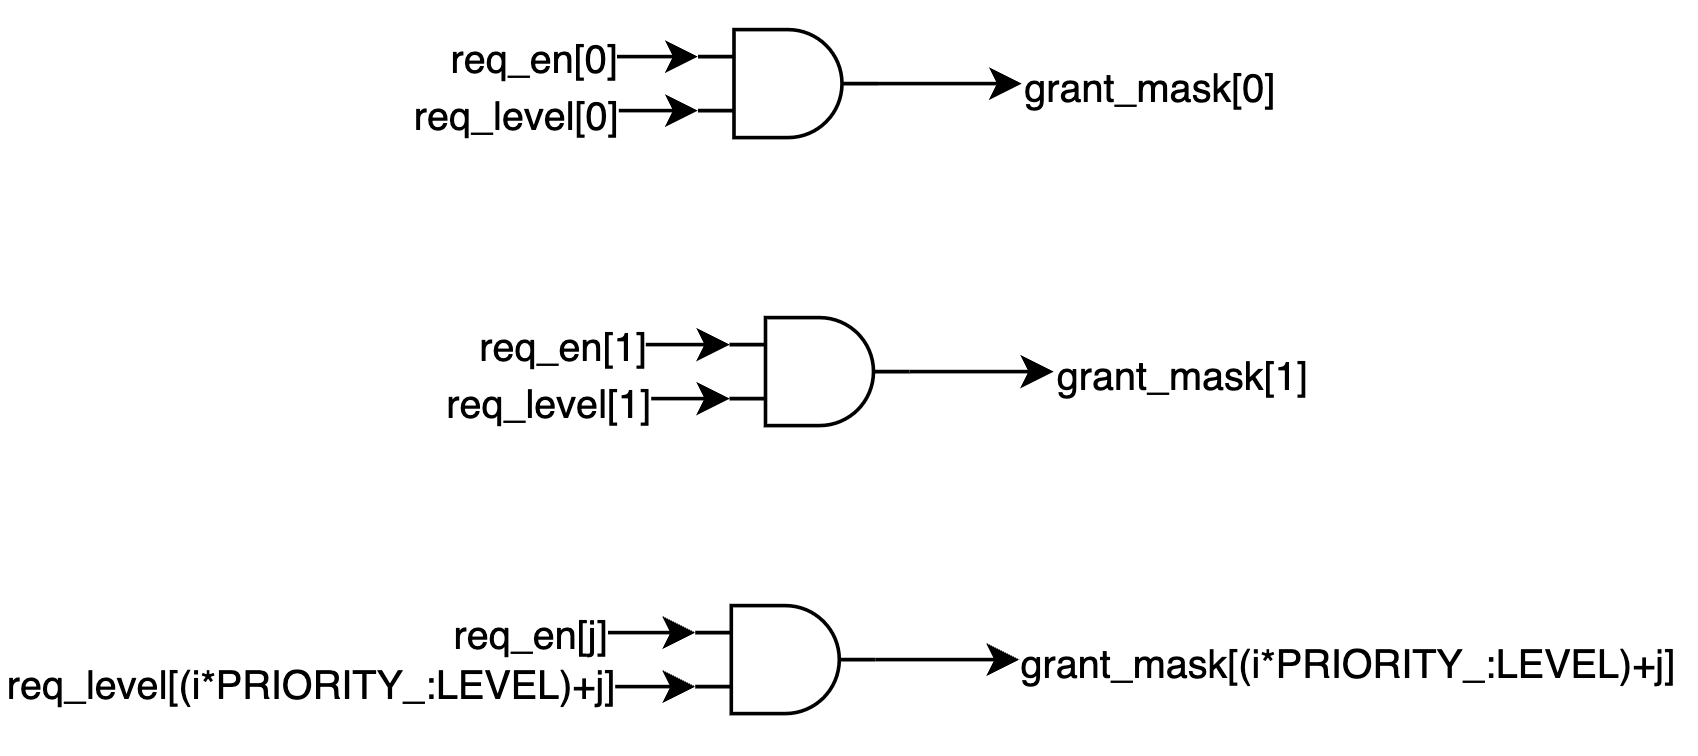 req_en[0]
req_level[0]
grant_mask[0]
req_en[1]
req_level[1]
grant_mask[1]
req_en[j]
req_level[(i*PRIORITY_:LEVEL)+j]
grant_mask[(i*PRIORITY_:LEVEL)+j]